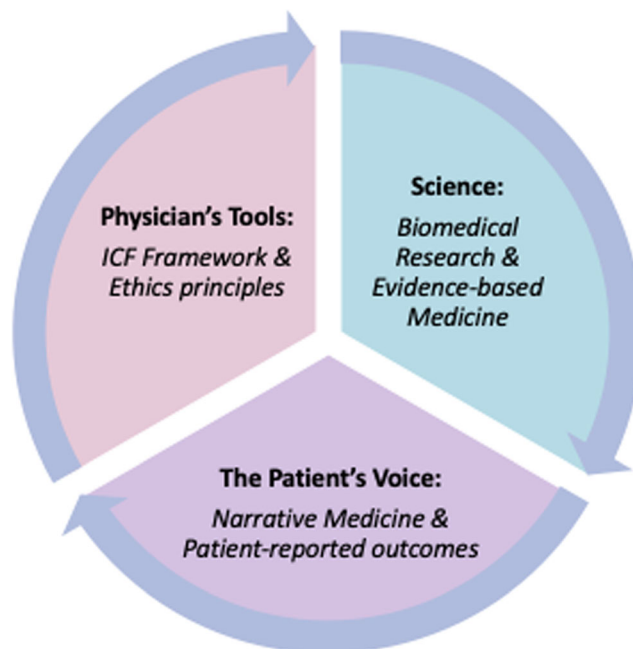 Physician’s Tools:
ICF Framework &
Ethics principles
Science:
Biomedical
Research &
Evidence-based
Medicine
The Patient’s Voice:
Narrative Medicine &
Patient-reported outcomes